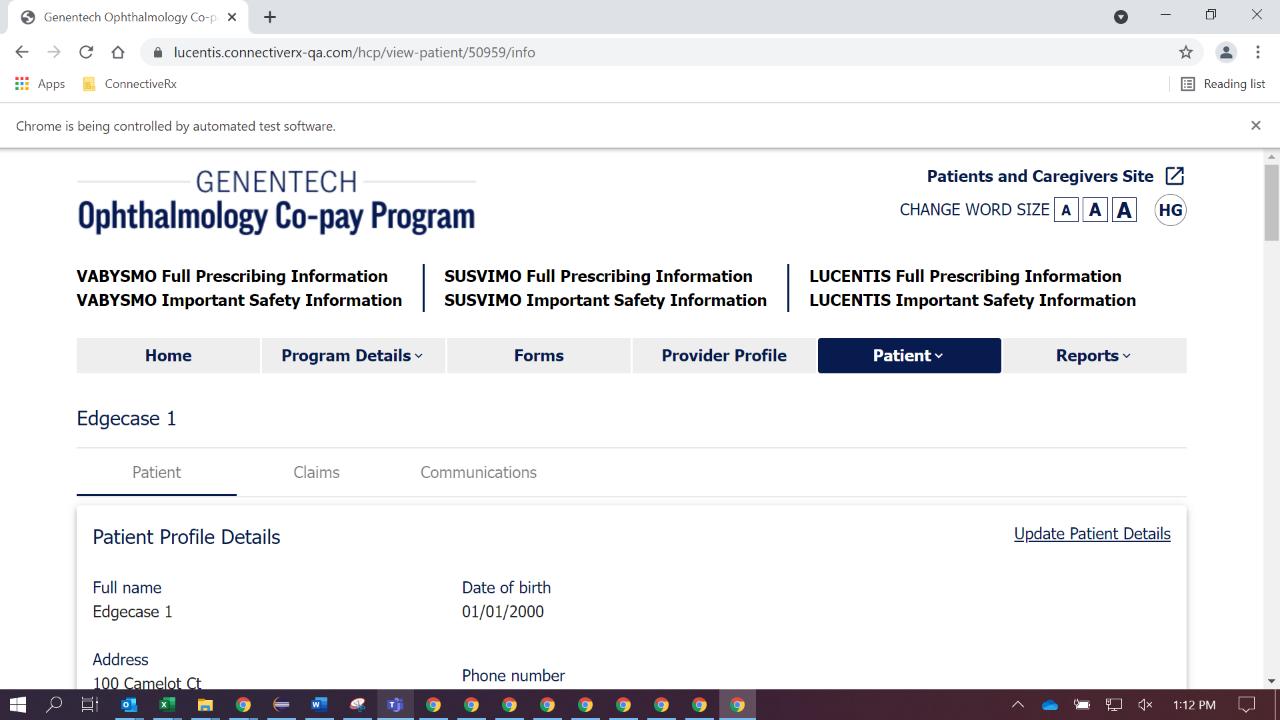 Genentech Ophthalmology Co-p
lucentis.connectiverx-qa.com/hcp/view-patient/50959/info
Apps
ConnectiveRx
Reading list
Chrome is being controlled by automated test software.
GENENTECH
Ophthalmology Co-pay Program
Patients and Caregivers Site
CHANGE WORD SIZE A A A HG
VABYSMO Full Prescribing Information
VABYSMO Important Safety Information
SUSVIMO Full Prescribing Information
SUSVIMO Important Safety Information
LUCENTIS Full Prescribing Information
LUCENTIS Important Safety Information
Home
Program Details
Forms
Provider Profile
Patient
Reports
Edgecase 1
Patient
Claims
Communications
Patient Profile Details
Update Patient Details
Full name
Edgecase 1
Date of birth
01/01/2000
Address
100 Camelot Ct
Phone number
1:12 PM